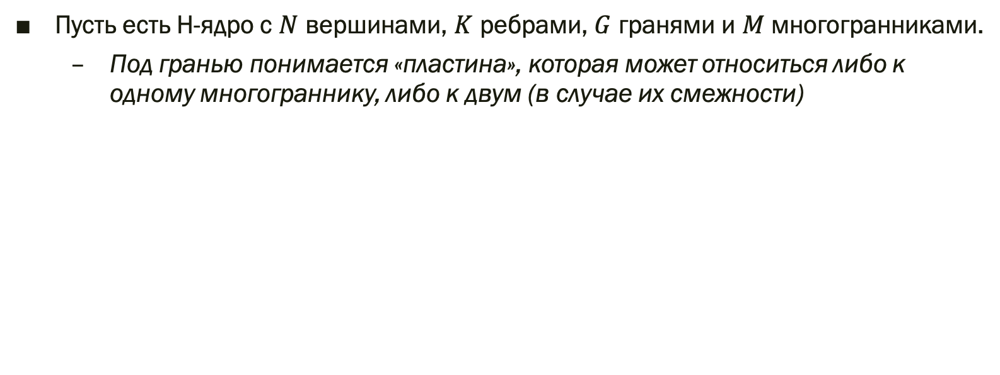 ▪ Пусть есть Н-ядро с N вершинами, K ребрами, G гранями и M многогранниками.
– Под гранью понимается «пластина», которая может относиться либо к
одному многограннику, либо к двум (в случае их смежности)